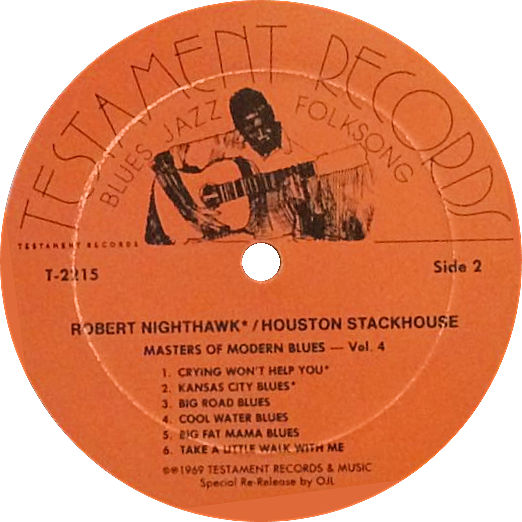 TESTAMENT RECORDS
BLUES JAZZ FOLKSONG
TESTAMENT RECORDS
T-2215
Side 2
ROBERT NIGHTHAWK* / HOUSTON STACKHOUSE
MASTERS OF MODERN BLUES — Vol. 4
1. CRYING WON'T HELP YOU*
2. KANSAS CITY BLUES*
3. BIG ROAD BLUES
4. COOL WATER BLUES
5. BIG FAT MAMA BLUES
6. TAKE A LITTLE WALK WITH ME
©℗1969 TESTAMENT RECORDS & MUSIC
Special Re-Release by OJL